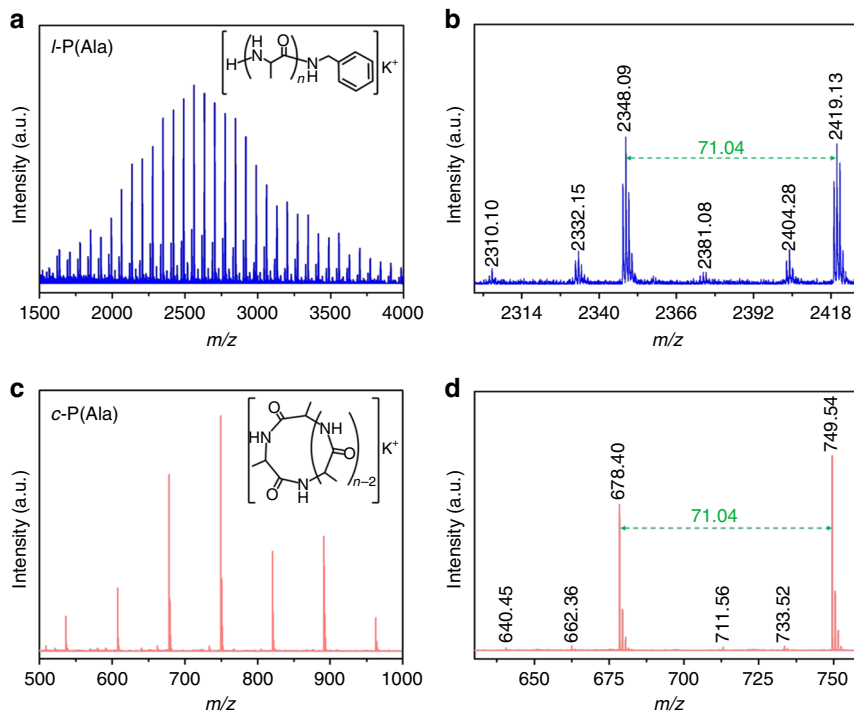 a
l-P(Ala)
H
H
N
O
n
N
H
K+
Intensity (a.u.)
1500 2000 2500 3000 3500 4000
m/z
b
2310.10
2332.15
2348.09
71.04
2381.08
2404.28
2419.13
Intensity (a.u.)
2314 2340 2366 2392 2418
m/z
c
c-P(Ala)
O
HN
NH
O
O
N
H
n–2
K+
Intensity (a.u.)
500 600 700 800 900 1000
m/z
d
640.45
662.36
678.40
71.04
711.56
733.52
749.54
Intensity (a.u.)
650 675 700 725 750
m/z